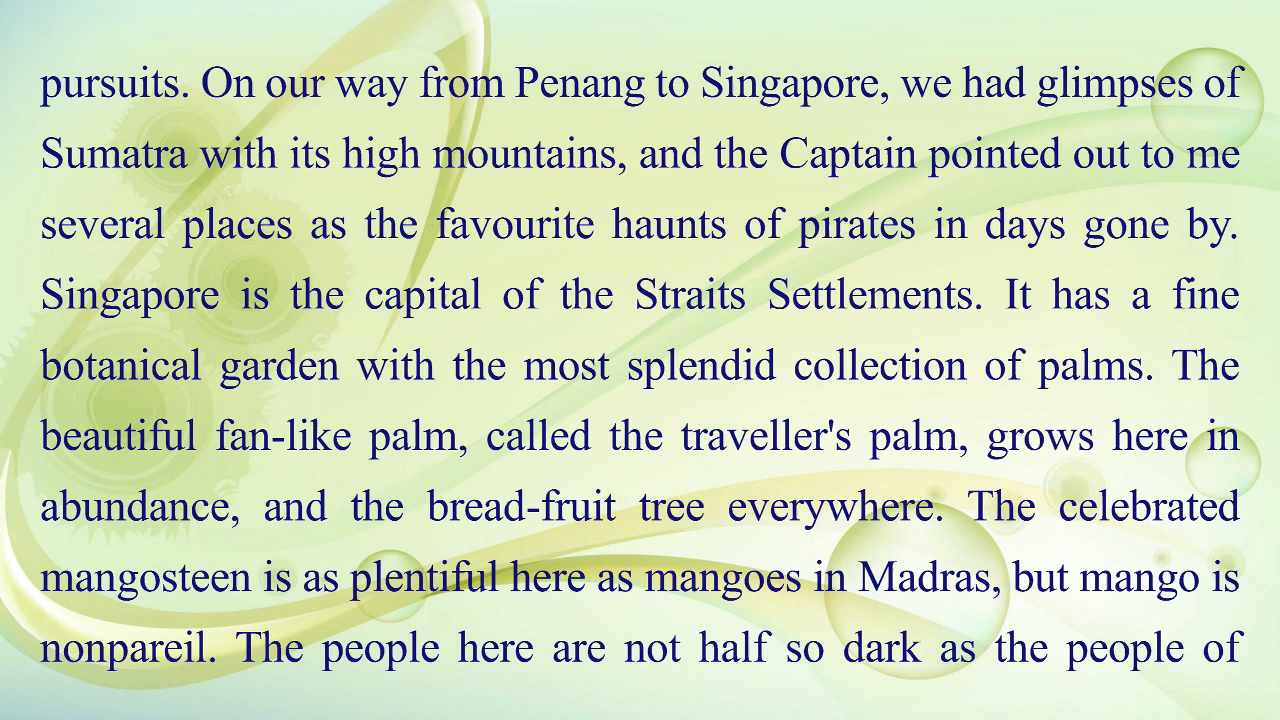 pursuits. On our way from Penang to Singapore, we had glimpses of
Sumatra with its high mountains, and the Captain pointed out to me
several places as the favourite haunts of pirates in days gone by.
Singapore is the capital of the Straits Settlements. It has a fine
botanical garden with the most splendid collection of palms. The
beautiful fan-like palm, called the traveller's palm, grows here in
abundance, and the bread-fruit tree everywhere. The celebrated
mangosteen is as plentiful here as mangoes in Madras, but mango is
nonpareil. The people here are not half so dark as the people of